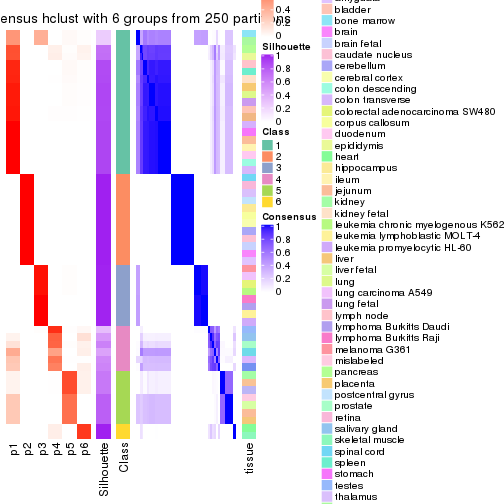 ensus hclust with 6 groups from 250 partitions
0.4
0.2
0
Silhouette
1
0.8
0.6
0.4
0.2
0
Class
1
2
3
4
5
6
Consensus
1
0.8
0.6
0.4
0.2
0
p1
p2
p3
p4
p5
p6
Silhouette
Class
tissue
bladder
bone marrow
brain
brain fetal
caudate nucleus
cerebellum
cerebral cortex
colon descending
colon transverse
colorectal adenocarcinoma SW480
corpus callosum
duodenum
epididymis
heart
hippocampus
ileum
jejunum
kidney
kidney fetal
leukemia chronic myelogenous K562
leukemia lymphoblastic MOLT-4
leukemia promyelocytic HL-60
liver
liver fetal
lung
lung carcinoma A549
lung fetal
lymph node
lymphoma Burkitts Daudi
lymphoma Burkitts Raji
melanoma G361
mislabeled
pancreas
placenta
postcentral gyrus
prostate
retina
salivary gland
skeletal muscle
spinal cord
spleen
stomach
testes
thalamus